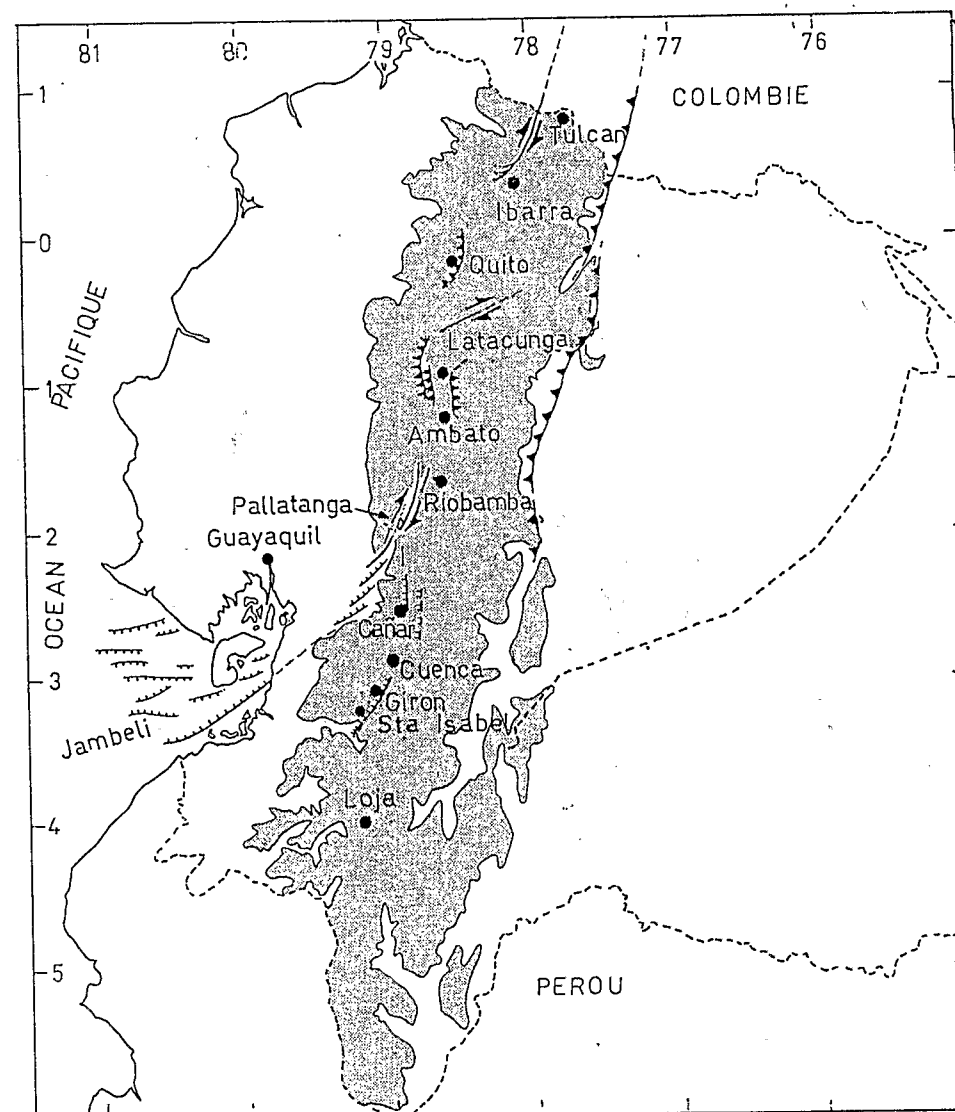 81 80 79 78 77 76
1
COLOMBIE
Tulcan
Ibarra
0
Quito
PACIFIQUE
Latacunga
1
Ambato
Riobamba
Pallatanga
Guayaquil
2
OCEAN
Cañar
Cuenca
3
Giron
Sta Isabel
Jambeli
Loja
4
5
PEROU